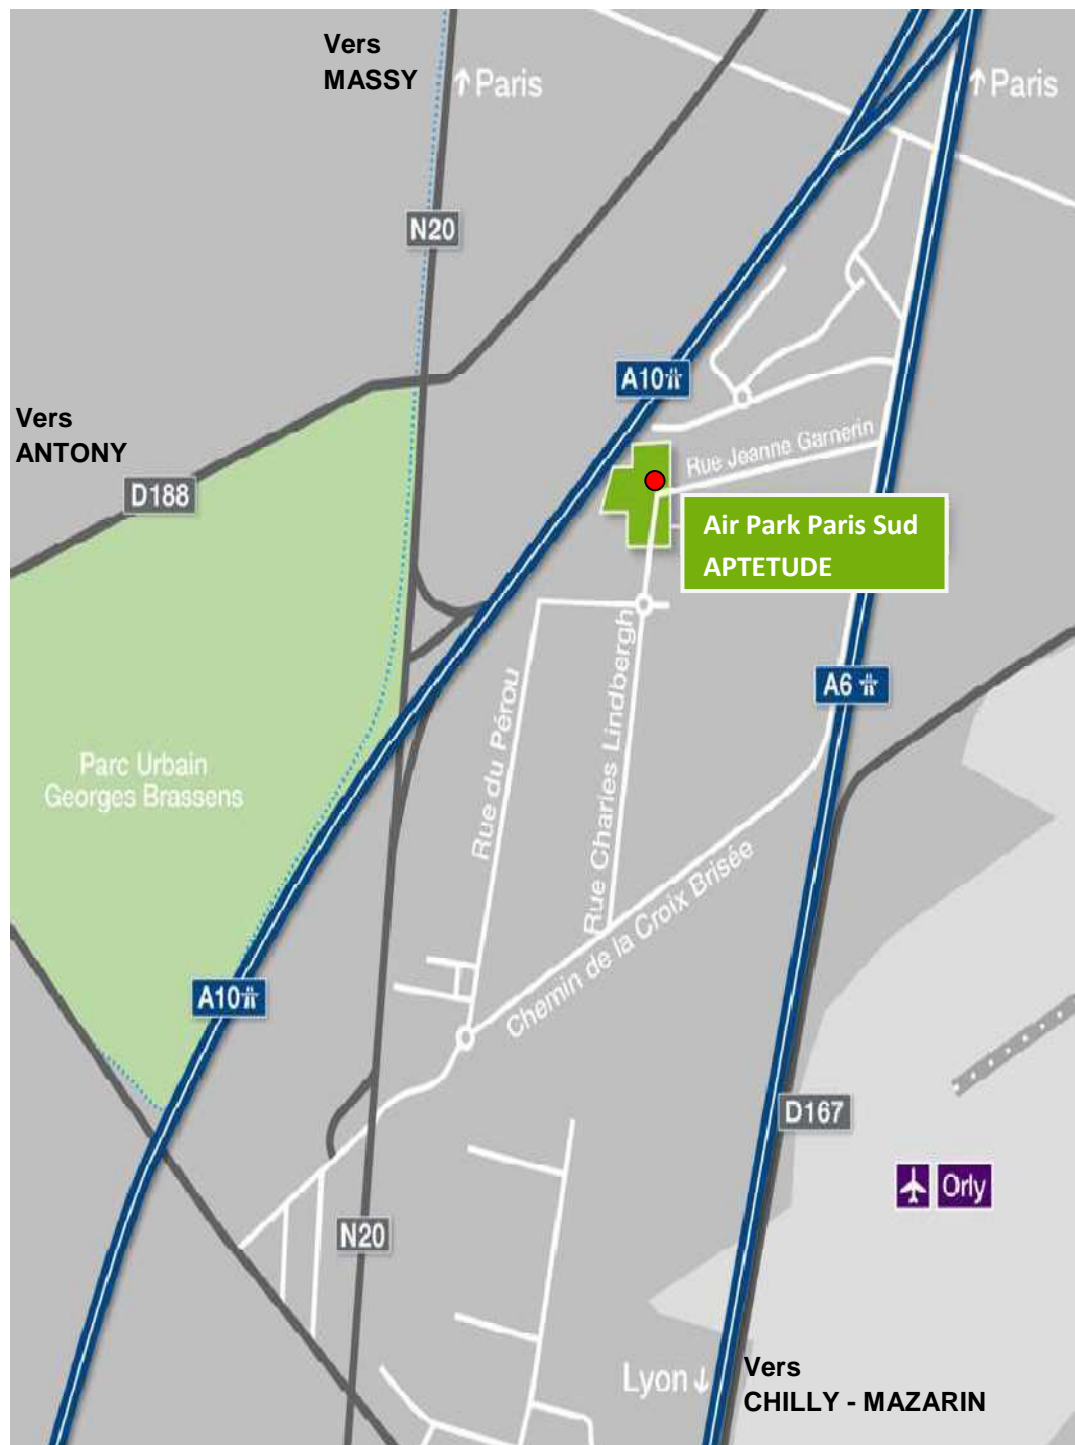 Vers
MASSY
↑Paris
↑Paris
N20
A10
Vers
ANTONY
D188
Rue Jeanne Garnerin
Air Park Paris Sud
APTETUDE
A6
Rue du Pérou
Rue Charles Lindbergh
Parc Urbain
Georges Brassens
Chemin de la Croix Brisée
A10
D167
Orly
N20
Lyon↓
Vers
CHILLY - MAZARIN